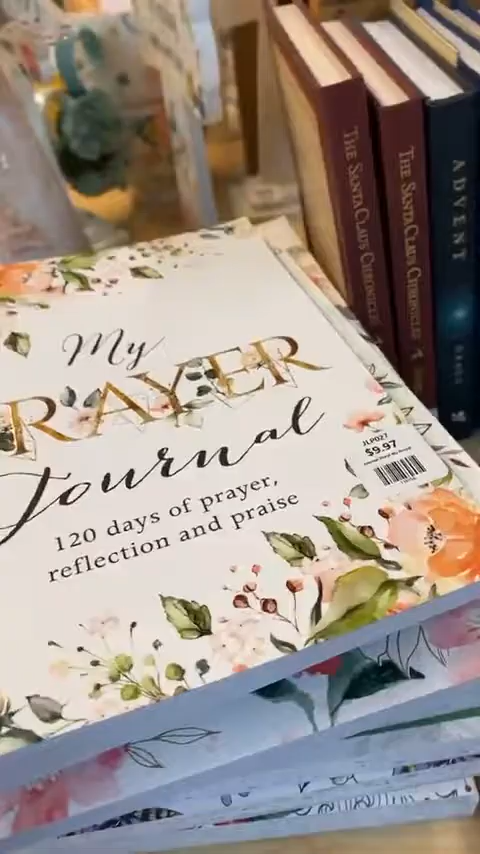 My
PRAYER
Journal
120 days of prayer,
reflection and praise
JLP027
$9.97
THE SANTA CLAUS CHRONICLES
THE SANTA CLAUS CHRONICLES
ADVENT